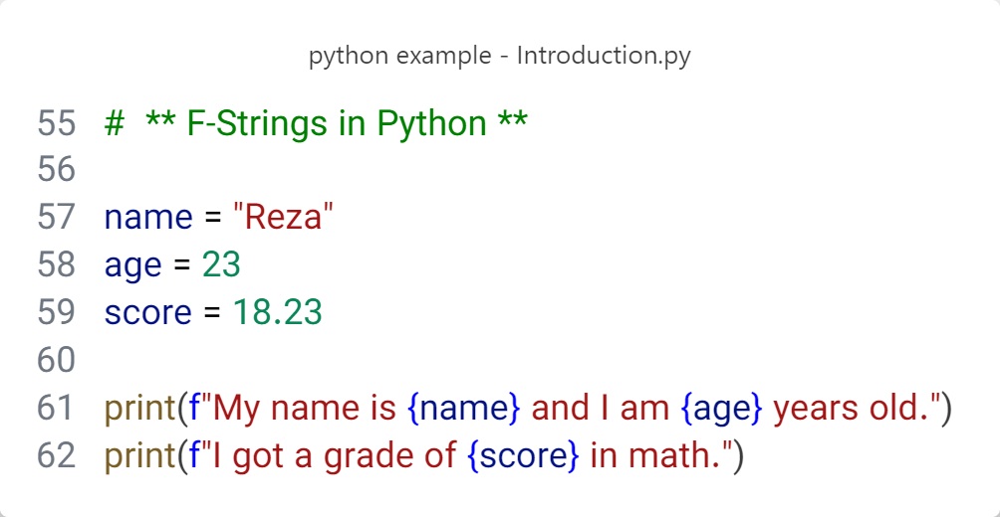 python example - Introduction.py
55 # ** F-Strings in Python **
56
57 name = "Reza"
58 age = 23
59 score = 18.23
60
61 print(f"My name is {name} and I am {age} years old.")
62 print(f"I got a grade of {score} in math.")